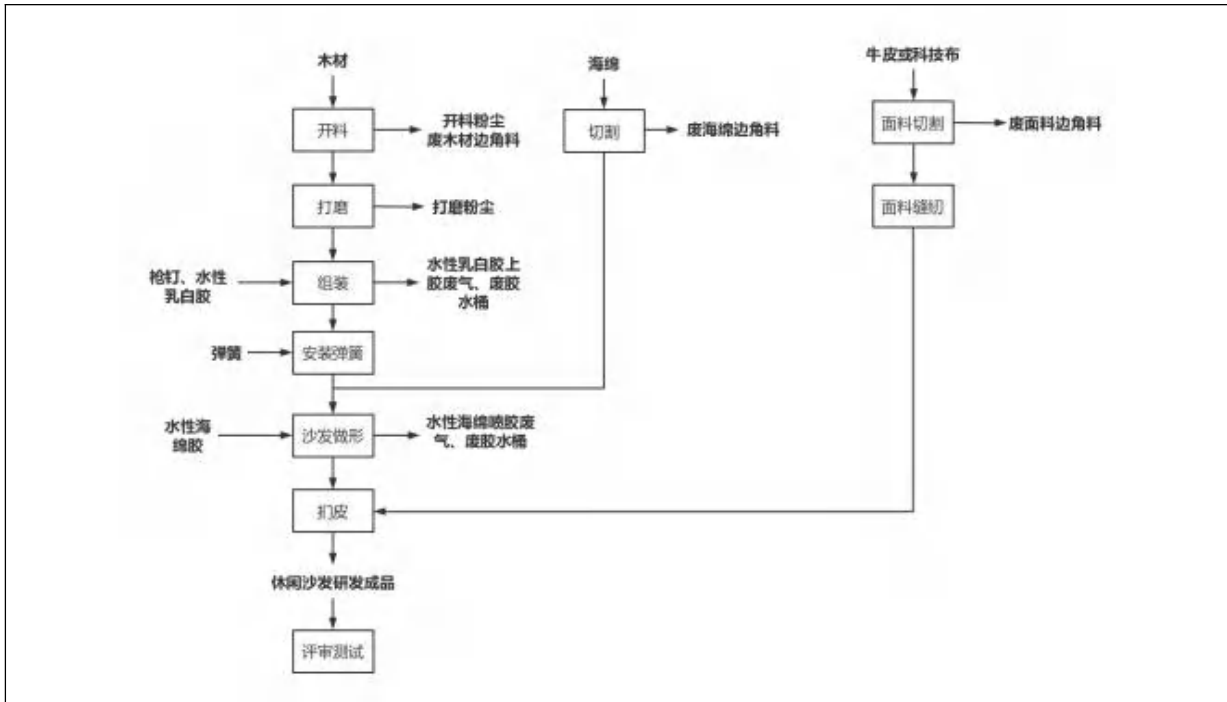 木材
海绵
牛皮或科技布
开料
开料粉尘
废木材边角料
切割
废海绵边角料
面料切割
废面料边角料
打磨
打磨粉尘
面料缝纫
枪钉、水性
乳白胶
组装
水性乳白胶上
胶废气、废胶
水桶
弹簧
安装弹簧
水性海
绵胶
沙发做形
水性海绵喷胶废
气、废胶水桶
扪皮
休闲沙发研发成品
评审测试